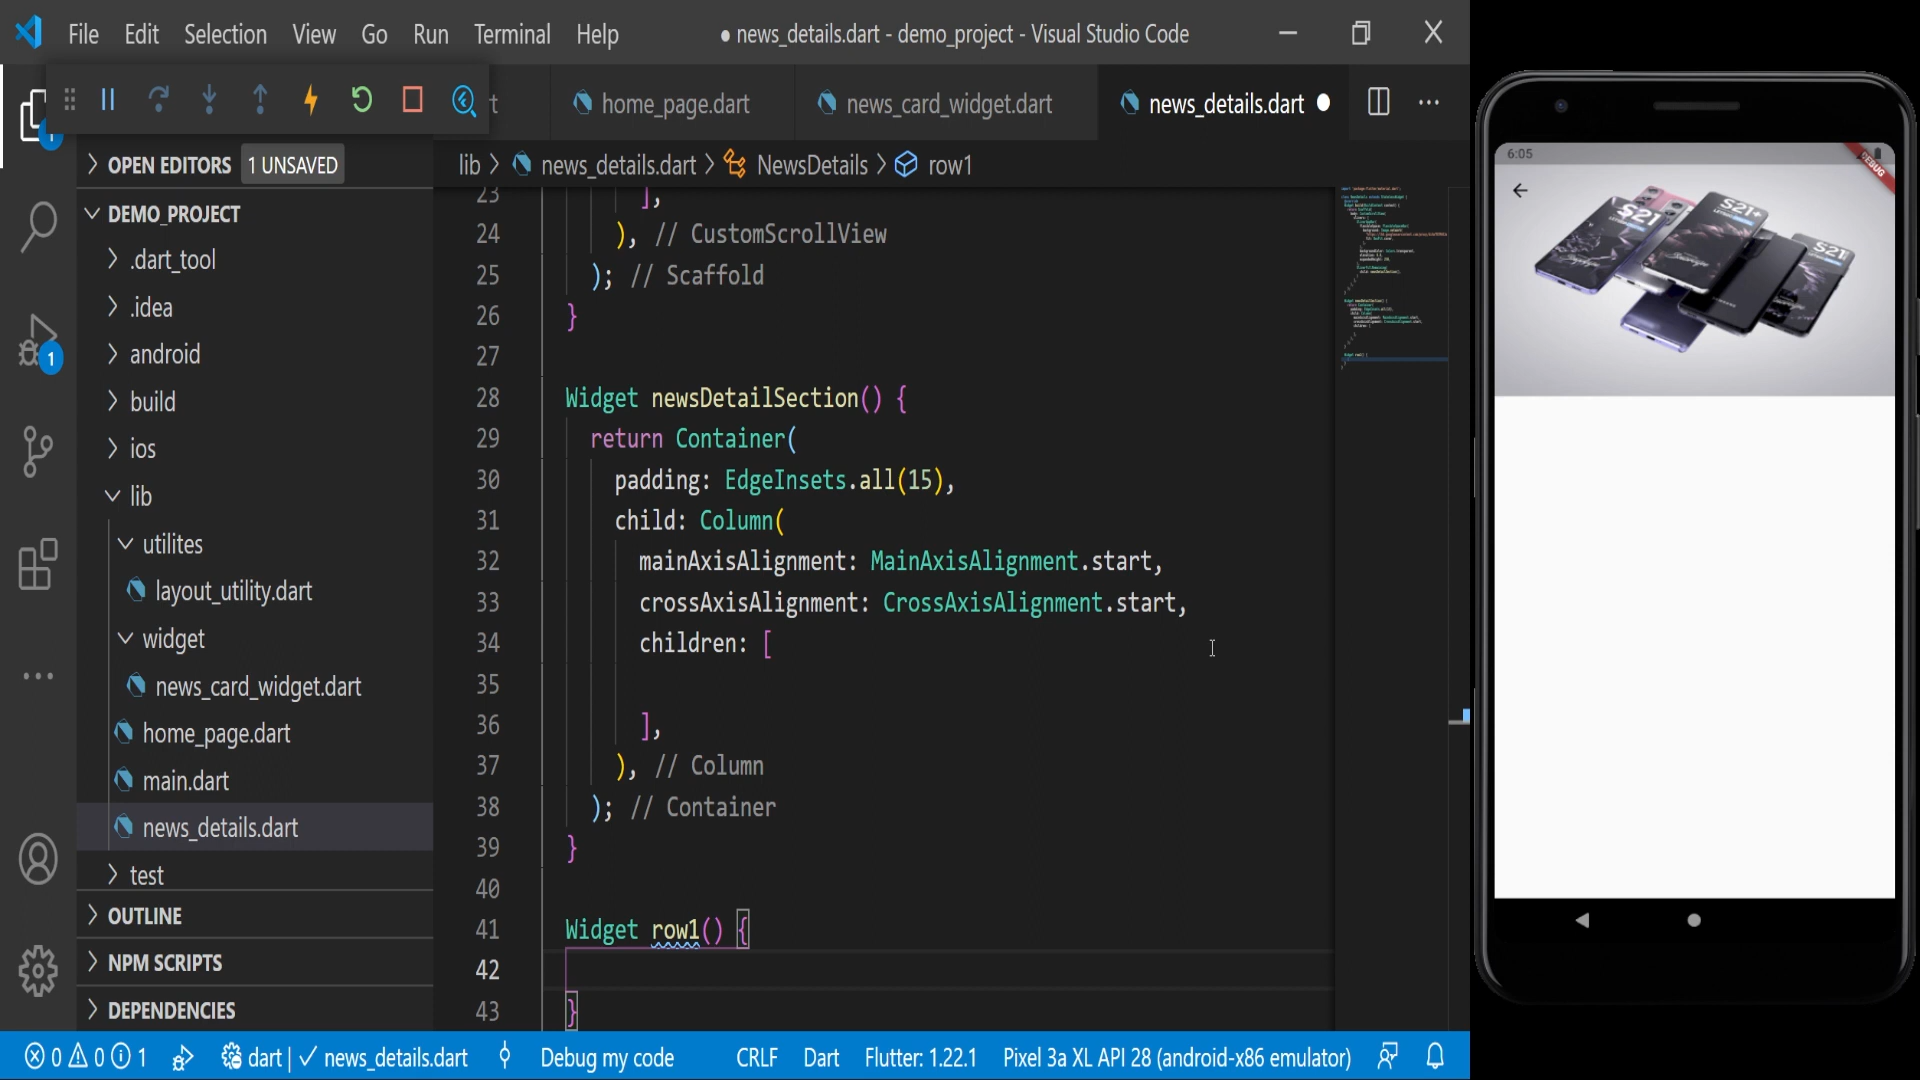 File Edit Selection View Go Run Terminal Help
● news_details.dart - demo_project - Visual Studio Code
t
home_page.dart
news_card_widget.dart
news_details.dart
OPEN EDITORS 1 UNSAVED
lib > news_details.dart > NewsDetails > row1
DEMO_PROJECT
.dart_tool
.idea
android
build
ios
lib
utilites
layout_utility.dart
widget
news_card_widget.dart
home_page.dart
main.dart
news_details.dart
test
OUTLINE
NPM SCRIPTS
DEPENDENCIES
1
1
23 ],
24 ), // CustomScrollView
25 ); // Scaffold
26 }
27
28 Widget newsDetailSection() {
29 return Container(
30 padding: EdgeInsets.all(15),
31 child: Column(
32 mainAxisAlignment: MainAxisAlignment.start,
33 crossAxisAlignment: CrossAxisAlignment.start,
34 children: [
35
36 ],
37 ), // Column
38 ); // Container
39 }
40
41 Widget row1() {
42
43 }
0 0 1 dart | ✓ news_details.dart Debug my code CRLF Dart Flutter: 1.22.1 Pixel 3a XL API 28 (android-x86 emulator)
6:05
DEBUG
S21
S21+
S21